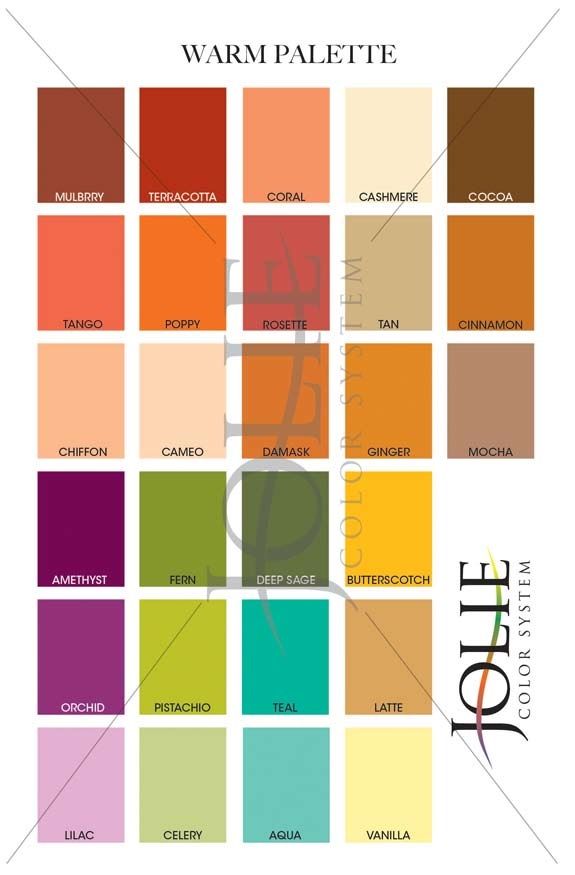 WARM PALETTE
MULBRRY TERRACOTTA CORAL CASHMERE COCOA
TANGO POPPY ROSETTE TAN CINNAMON
CHIFFON CAMEO DAMASK GINGER MOCHA
AMETHYST FERN DEEP SAGE BUTTERSCOTCH
ORCHID PISTACHIO TEAL LATTE
LILAC CELERY AQUA VANILLA
JOLIE
COLOR SYSTEM
JOLIE
COLOR SYSTEM